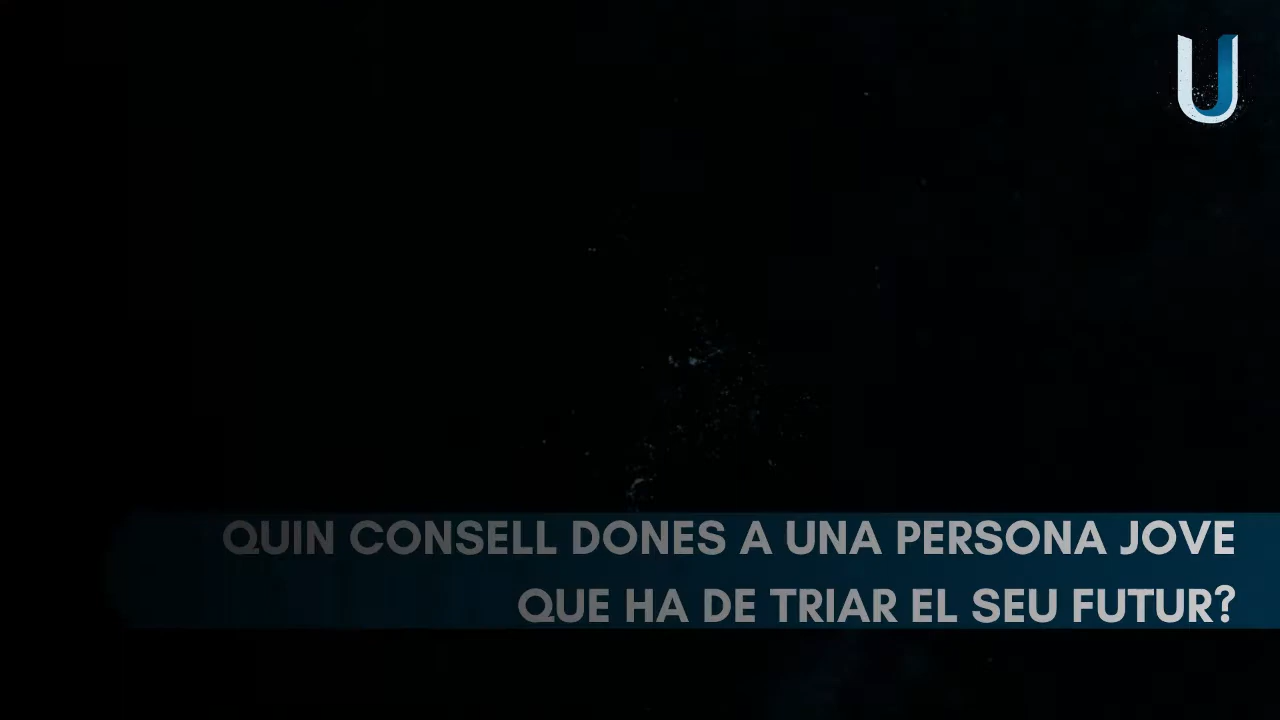 U
QUIN CONSELL DONES A UNA PERSONA JOVE
QUE HA DE TRIAR EL SEU FUTUR?